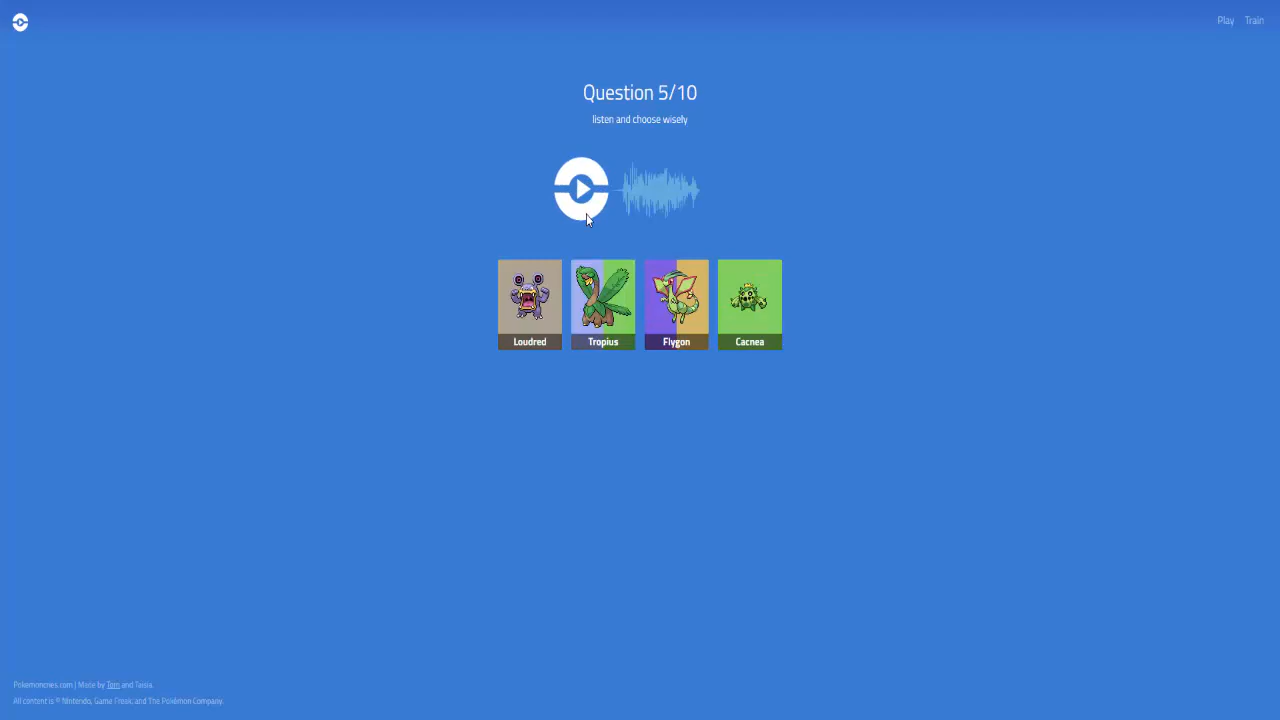 Play Train
Question 5/10
listen and choose wisely
Loudred Tropius Flygon Cacnea
Pokemoncries.com | Made by Tom and Taisia.
All content is © Nintendo, Game Freak and The Pokémon Company.